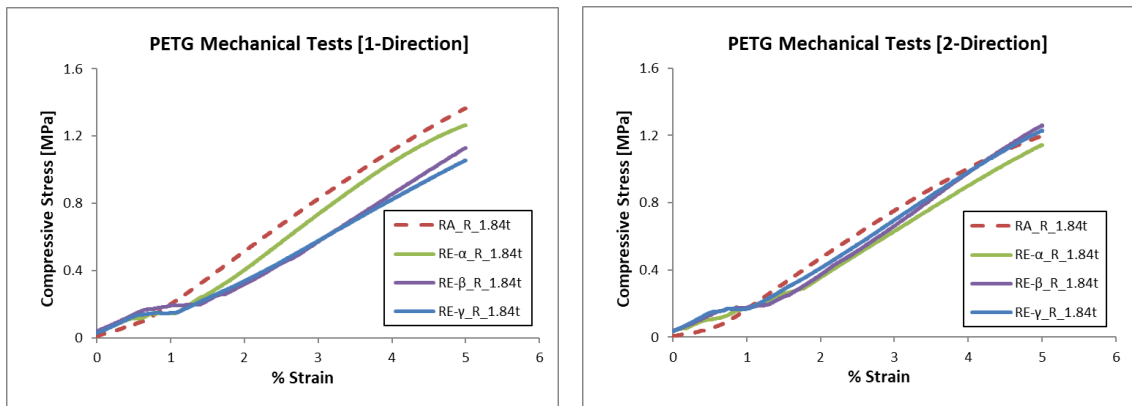 PETG Mechanical Tests [1-Direction]
Compressive Stress [MPa]
1.6
1.2
0.8
0.4
0
0 1 2 3 4 5 6
% Strain
RA_R_1.84t
RE-α_R_1.84t
RE-β_R_1.84t
RE-γ_R_1.84t
PETG Mechanical Tests [2-Direction]
Compressive Stress [MPa]
1.6
1.2
0.8
0.4
0
0 1 2 3 4 5 6
% Strain
RA_R_1.84t
RE-α_R_1.84t
RE-β_R_1.84t
RE-γ_R_1.84t